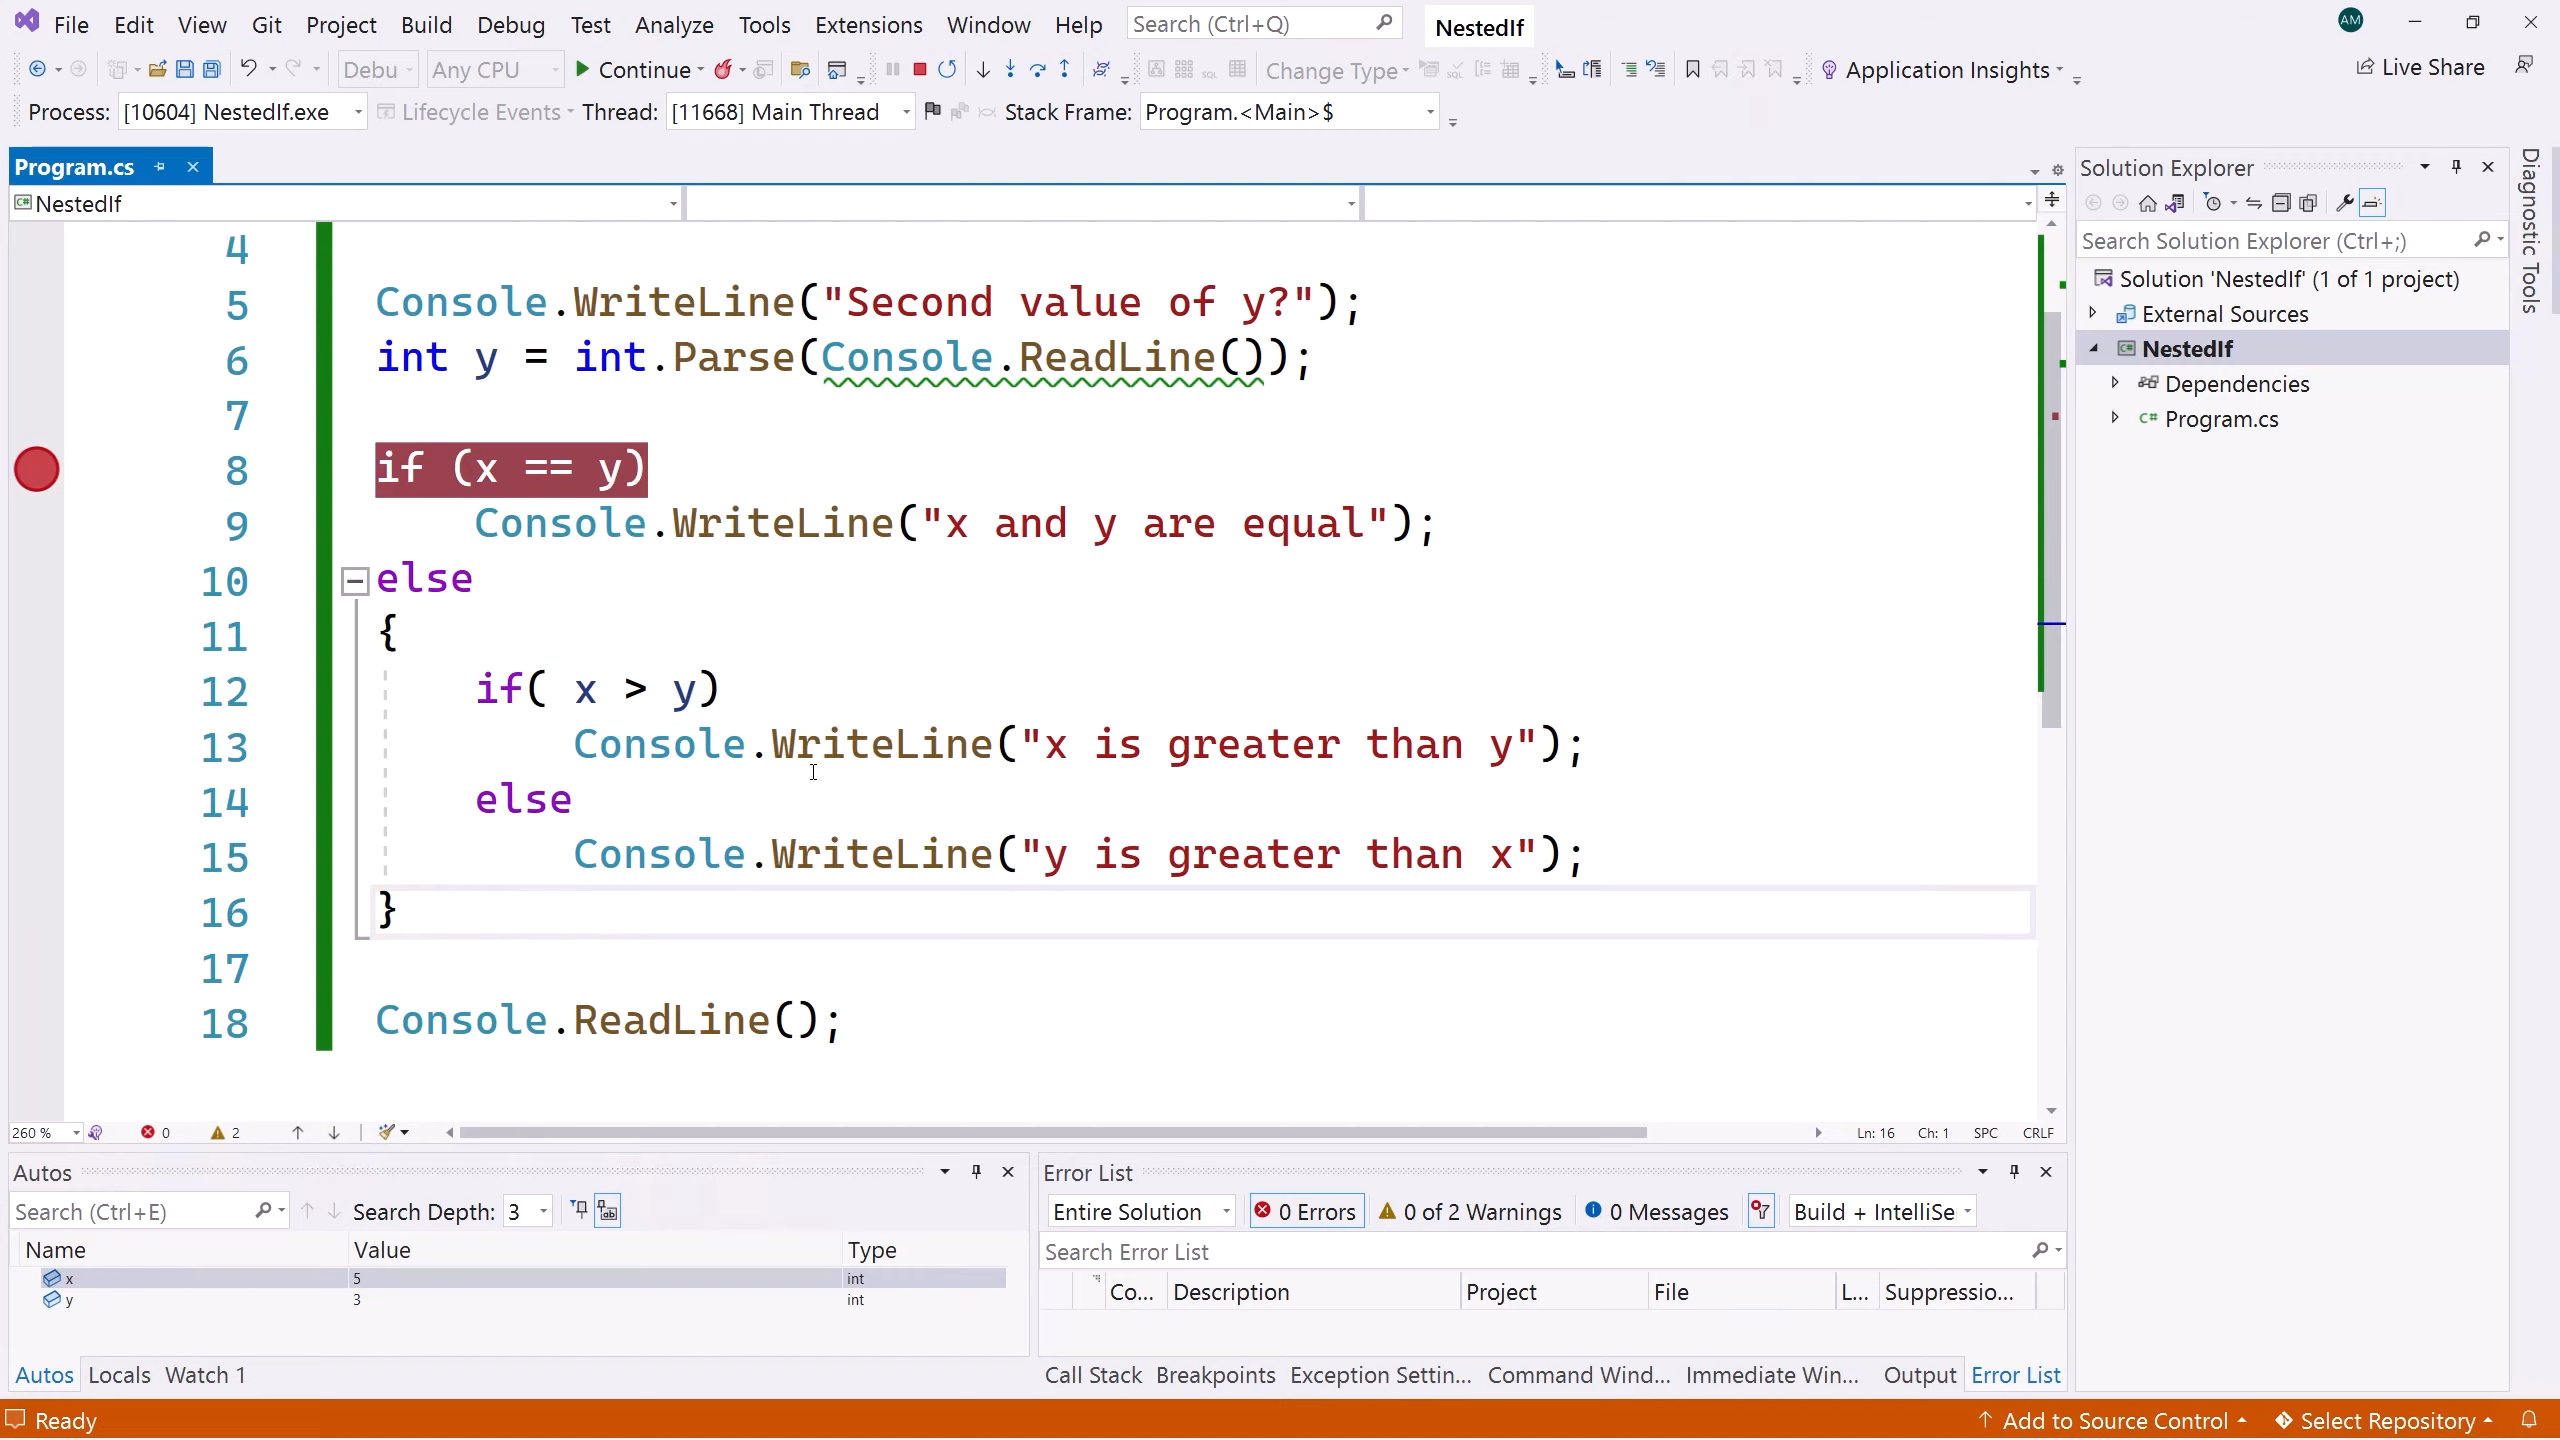 File Edit View Git Project Build Debug Test Analyze Tools Extensions Window Help Search (Ctrl+Q) NestedIf AM
Debu Any CPU Continue Change Type Application Insights Live Share
Process: [10604] NestedIf.exe Lifecycle Events Thread: [11668] Main Thread Stack Frame: Program.<Main>$
Program.cs
NestedIf
4
5 Console.WriteLine("Second value of y?");
6 int y = int.Parse(Console.ReadLine());
7
8 if (x == y)
9 Console.WriteLine("x and y are equal");
10 else
11 {
12 if( x > y)
13 Console.WriteLine("x is greater than y");
14 else
15 Console.WriteLine("y is greater than x");
16 }
17
18 Console.ReadLine();
260 % 0 2 Ln: 16 Ch: 1 SPC CRLF
Solution Explorer
Search Solution Explorer (Ctrl+;)
Solution 'NestedIf' (1 of 1 project)
External Sources
NestedIf
Dependencies
C# Program.cs
Diagnostic Tools
Autos
Search (Ctrl+E) Search Depth: 3
Name Value Type
x 5 int
y 3 int
Autos Locals Watch 1
Error List
Entire Solution 0 Errors 0 of 2 Warnings 0 Messages Build + IntelliSe
Search Error List
Co... Description Project File L... Suppressio...
Call Stack Breakpoints Exception Settin... Command Wind... Immediate Win... Output Error List
Ready Add to Source Control Select Repository